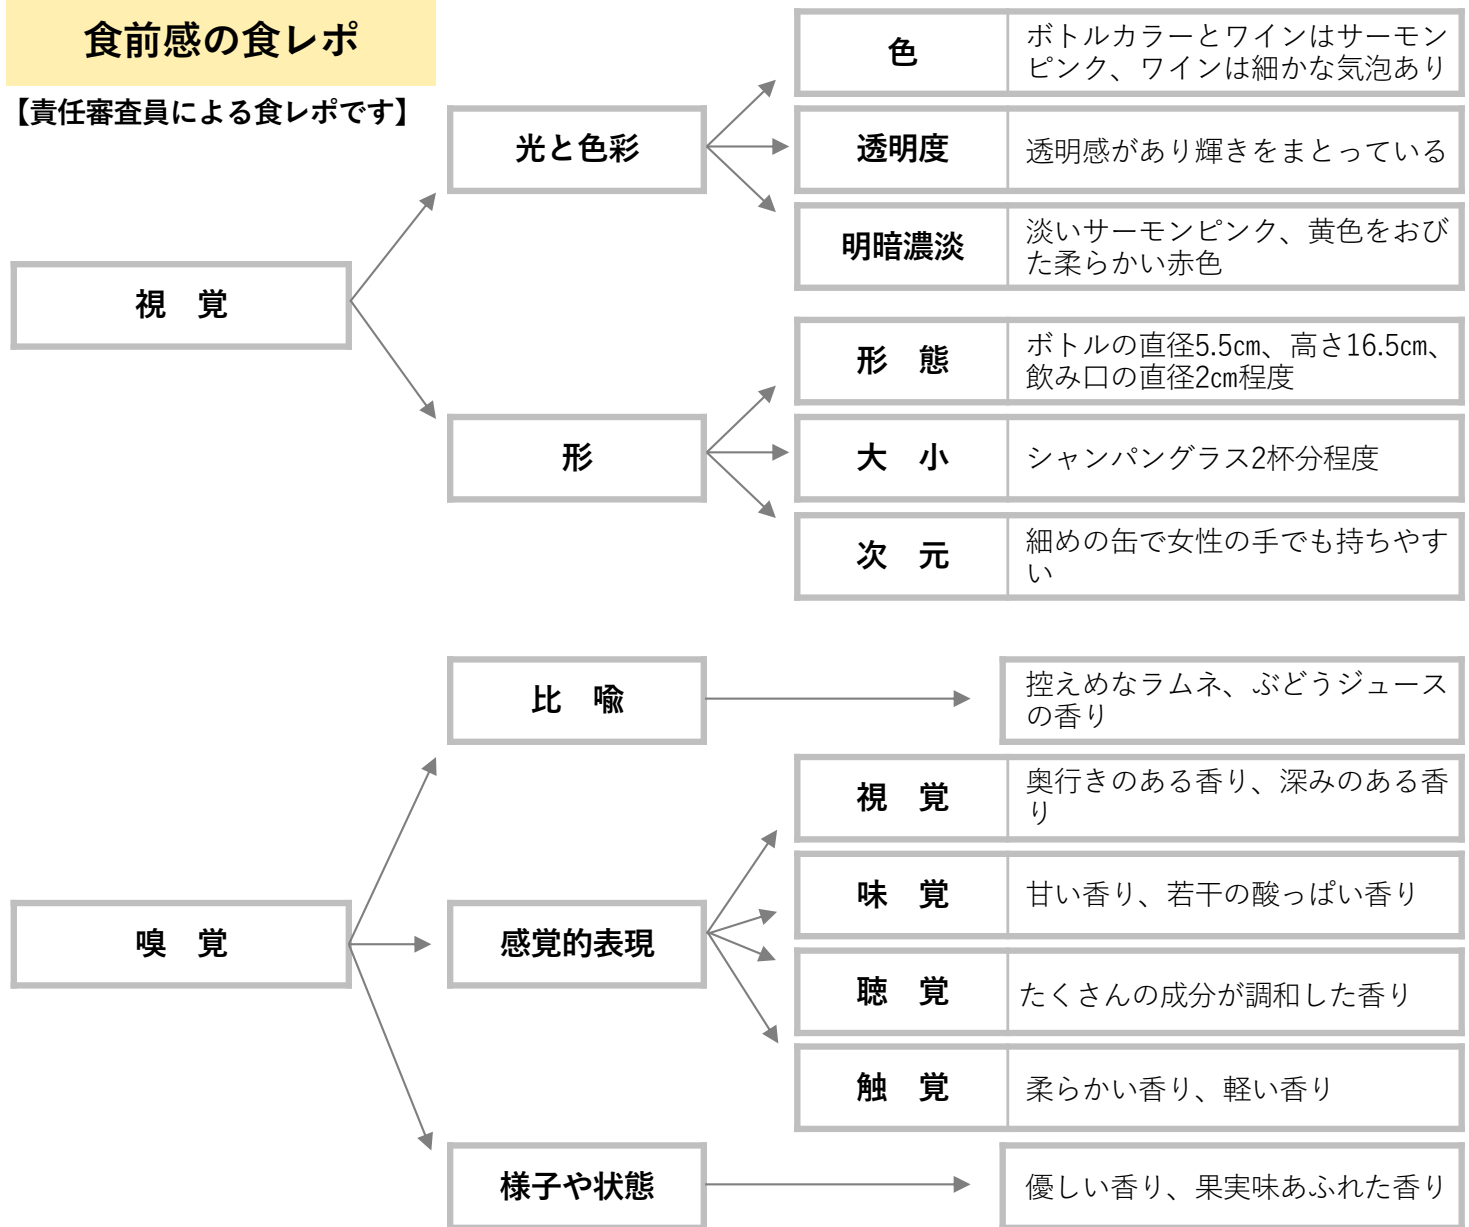 食前感の食レポ
【責任審査員による食レポです】
視　覚
光と色彩
色
ボトルカラーとワインはサーモン
ピンク、ワインは細かな気泡あり
透明度
透明感があり輝きをまとっている
明暗濃淡
淡いサーモンピンク、黄色をおび
た柔らかい赤色
形
形　態
ボトルの直径5.5㎝、高さ16.5㎝、
飲み口の直径2㎝程度
大　小
シャンパングラス2杯分程度
次　元
細めの缶で女性の手でも持ちやす
い
嗅　覚
比　喩
控えめなラムネ、ぶどうジュース
の香り
感覚的表現
視　覚
奥行きのある香り、深みのある香
り
味　覚
甘い香り、若干の酸っぱい香り
聴　覚
たくさんの成分が調和した香り
触　覚
柔らかい香り、軽い香り
様子や状態
優しい香り、果実味あふれた香り